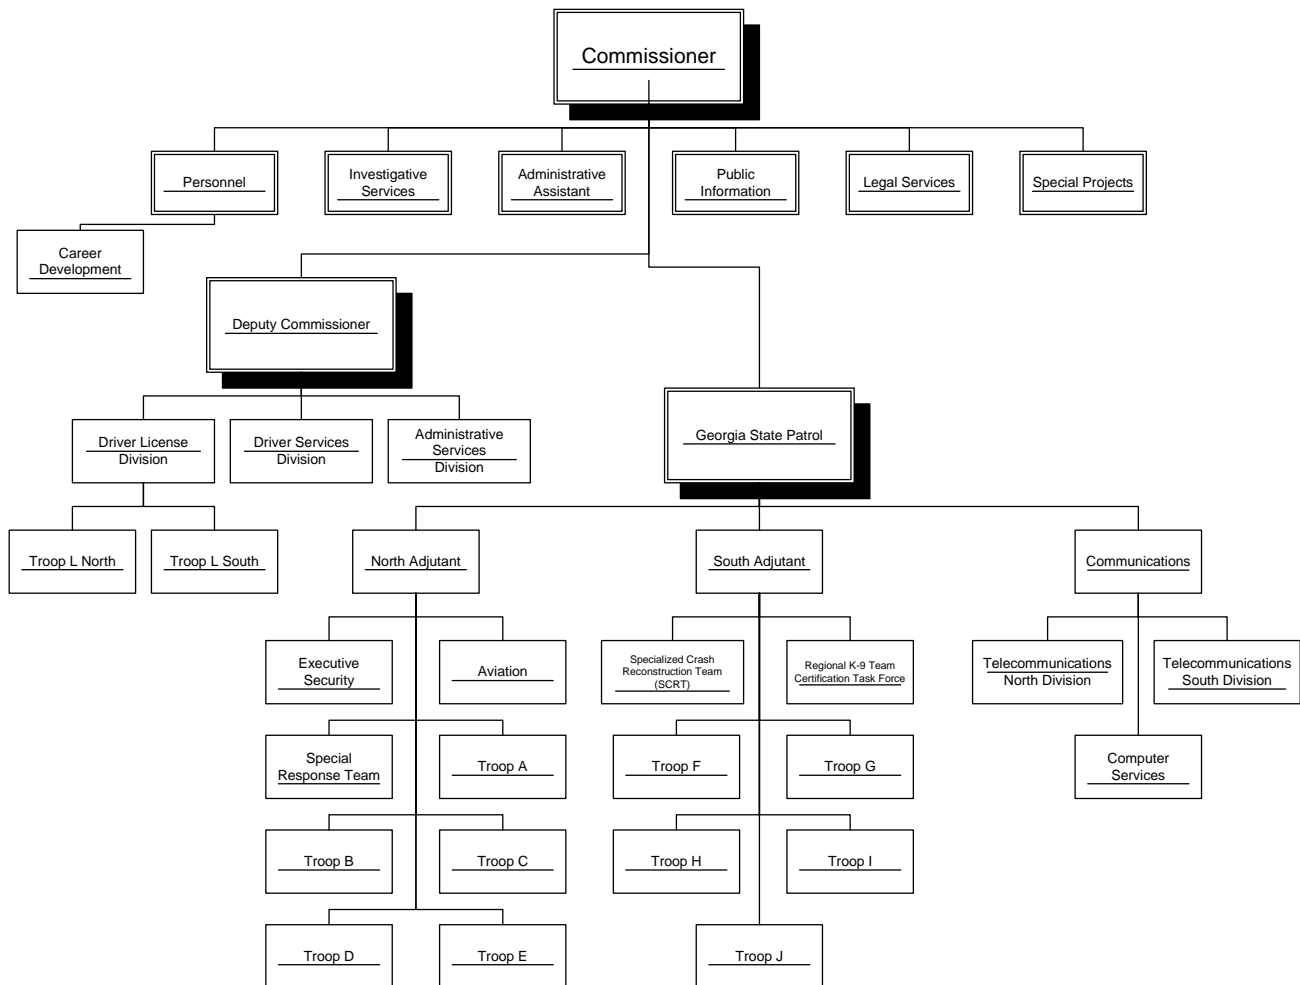 Commissioner
Personnel
Investigative
Services
Administrative
Assistant
Public
Information
Legal Services
Special Projects
Career
Development
Deputy Commissioner
Driver License
Division
Driver Services
Division
Administrative
Services
Division
Georgia State Patrol
Troop L North
Troop L South
North Adjutant
South Adjutant
Communications
Executive
Security
Aviation
Specialized Crash
Reconstruction Team
(SCRT)
Regional K-9 Team
Certification Task Force
Telecommunications
North Division
Telecommunications
South Division
Special
Response Team
Troop A
Troop F
Troop G
Computer
Services
Troop B
Troop C
Troop H
Troop I
Troop D
Troop E
Troop J